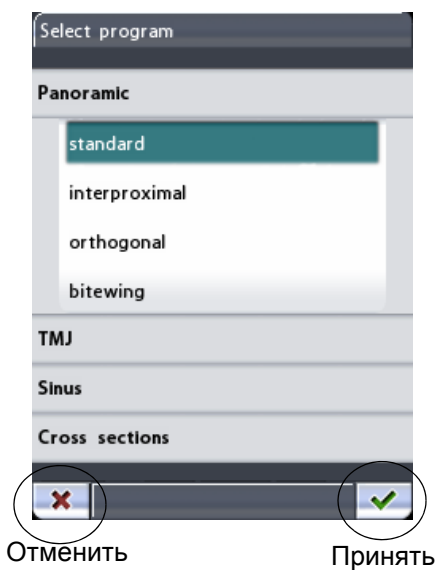 Select program
Panoramic
standard
interproximal
orthogonal
bitewing
TMJ
Sinus
Cross sections
Отменить
Принять